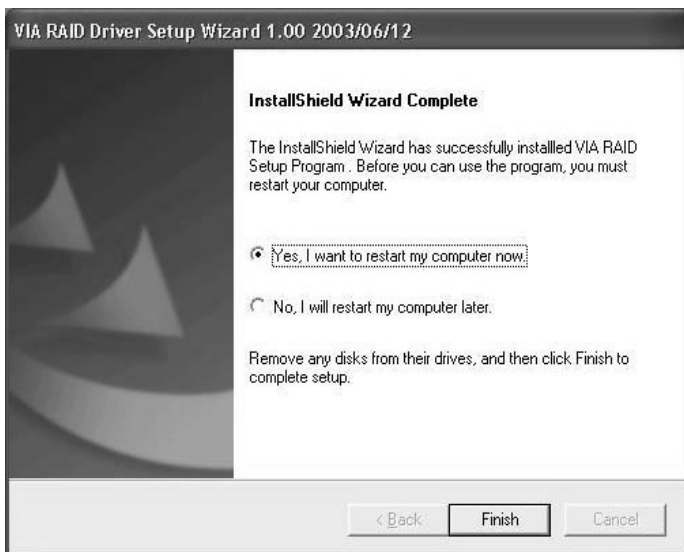 VIA RAID Driver Setup Wizard 1.00 2003/06/12
InstallShield Wizard Complete
The InstallShield Wizard has successfully installled VIA RAID
Setup Program . Before you can use the program, you must
restart your computer.
Yes, I want to restart my computer now.
No, I will restart my computer later.
Remove any disks from their drives, and then click Finish to
complete setup.
< Back
Finish
Cancel